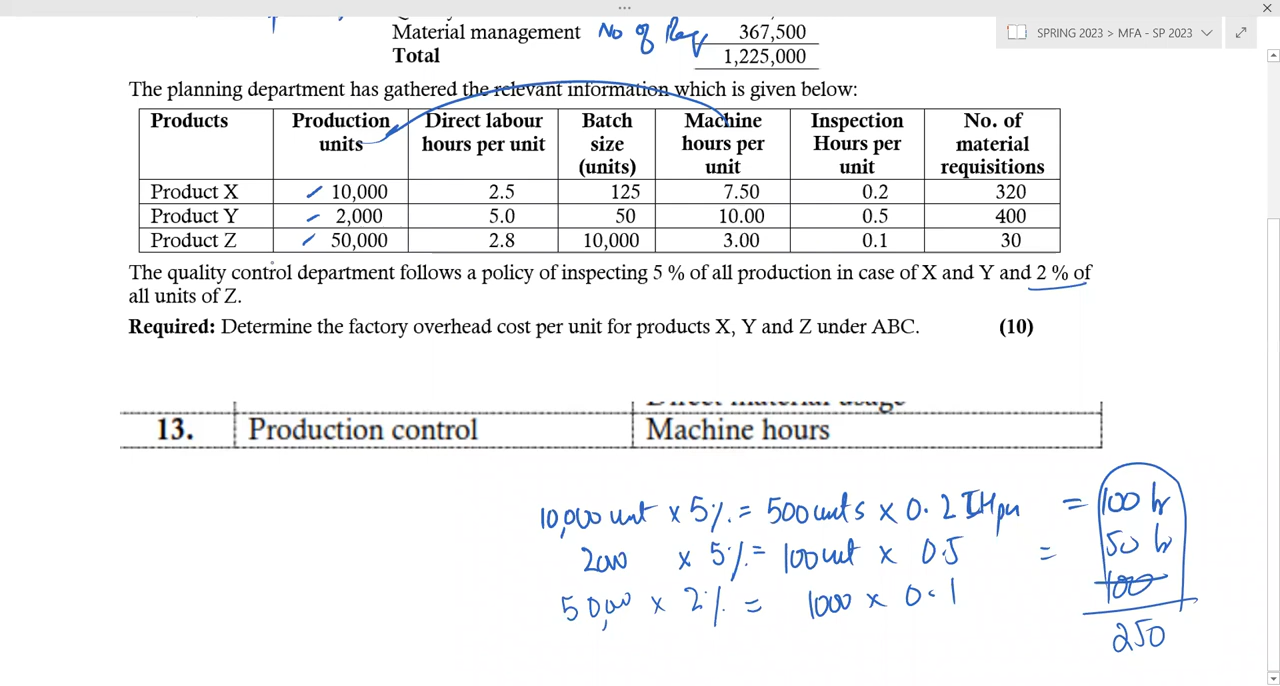 SPRING 2023 > MFA - SP 2023
Material management No of Req 367,500
Total 1,225,000
The planning department has gathered the relevant information which is given below:
Products Production units Direct labour hours per unit Batch size (units) Machine hours per unit Inspection Hours per unit No. of material requisitions
Product X 10,000 2.5 125 7.50 0.2 320
Product Y 2,000 5.0 50 10.00 0.5 400
Product Z 50,000 2.8 10,000 3.00 0.1 30
The quality control department follows a policy of inspecting 5 % of all production in case of X and Y and 2 % of
all units of Z.
Required: Determine the factory overhead cost per unit for products X, Y and Z under ABC. (10)
Direct material usage
13. Production control Machine hours
10,000 unit × 5% = 500 units × 0.2 IHpu = 100 hr
2000 × 5% = 100 unit × 0.5 = 50 hr
50,000 × 2% = 1000 × 0.1 100
250